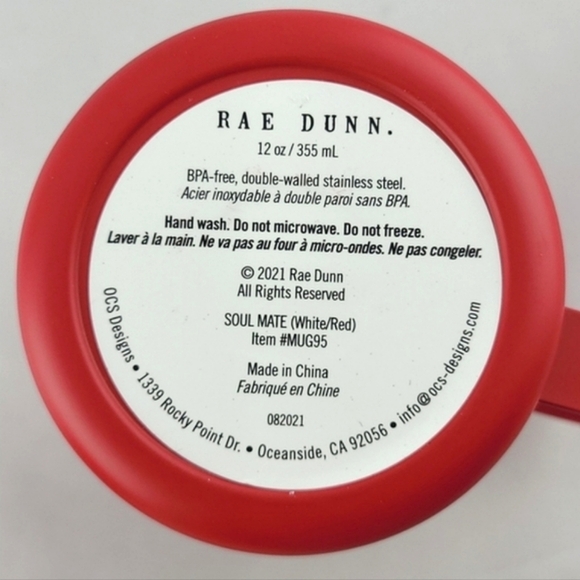 RAE DUNN.
12 oz / 355 mL
BPA-free, double-walled stainless steel.
Acier inoxydable à double paroi sans BPA.
Hand wash. Do not microwave. Do not freeze.
Laver à la main. Ne va pas au four à micro-ondes. Ne pas congeler.
© 2021 Rae Dunn
All Rights Reserved
SOUL MATE (White/Red)
Item #MUG95
Made in China
Fabriqué en Chine
082021
OCS Designs • 1339 Rocky Point Dr. • Oceanside, CA 92056 • info@ocs-designs.com